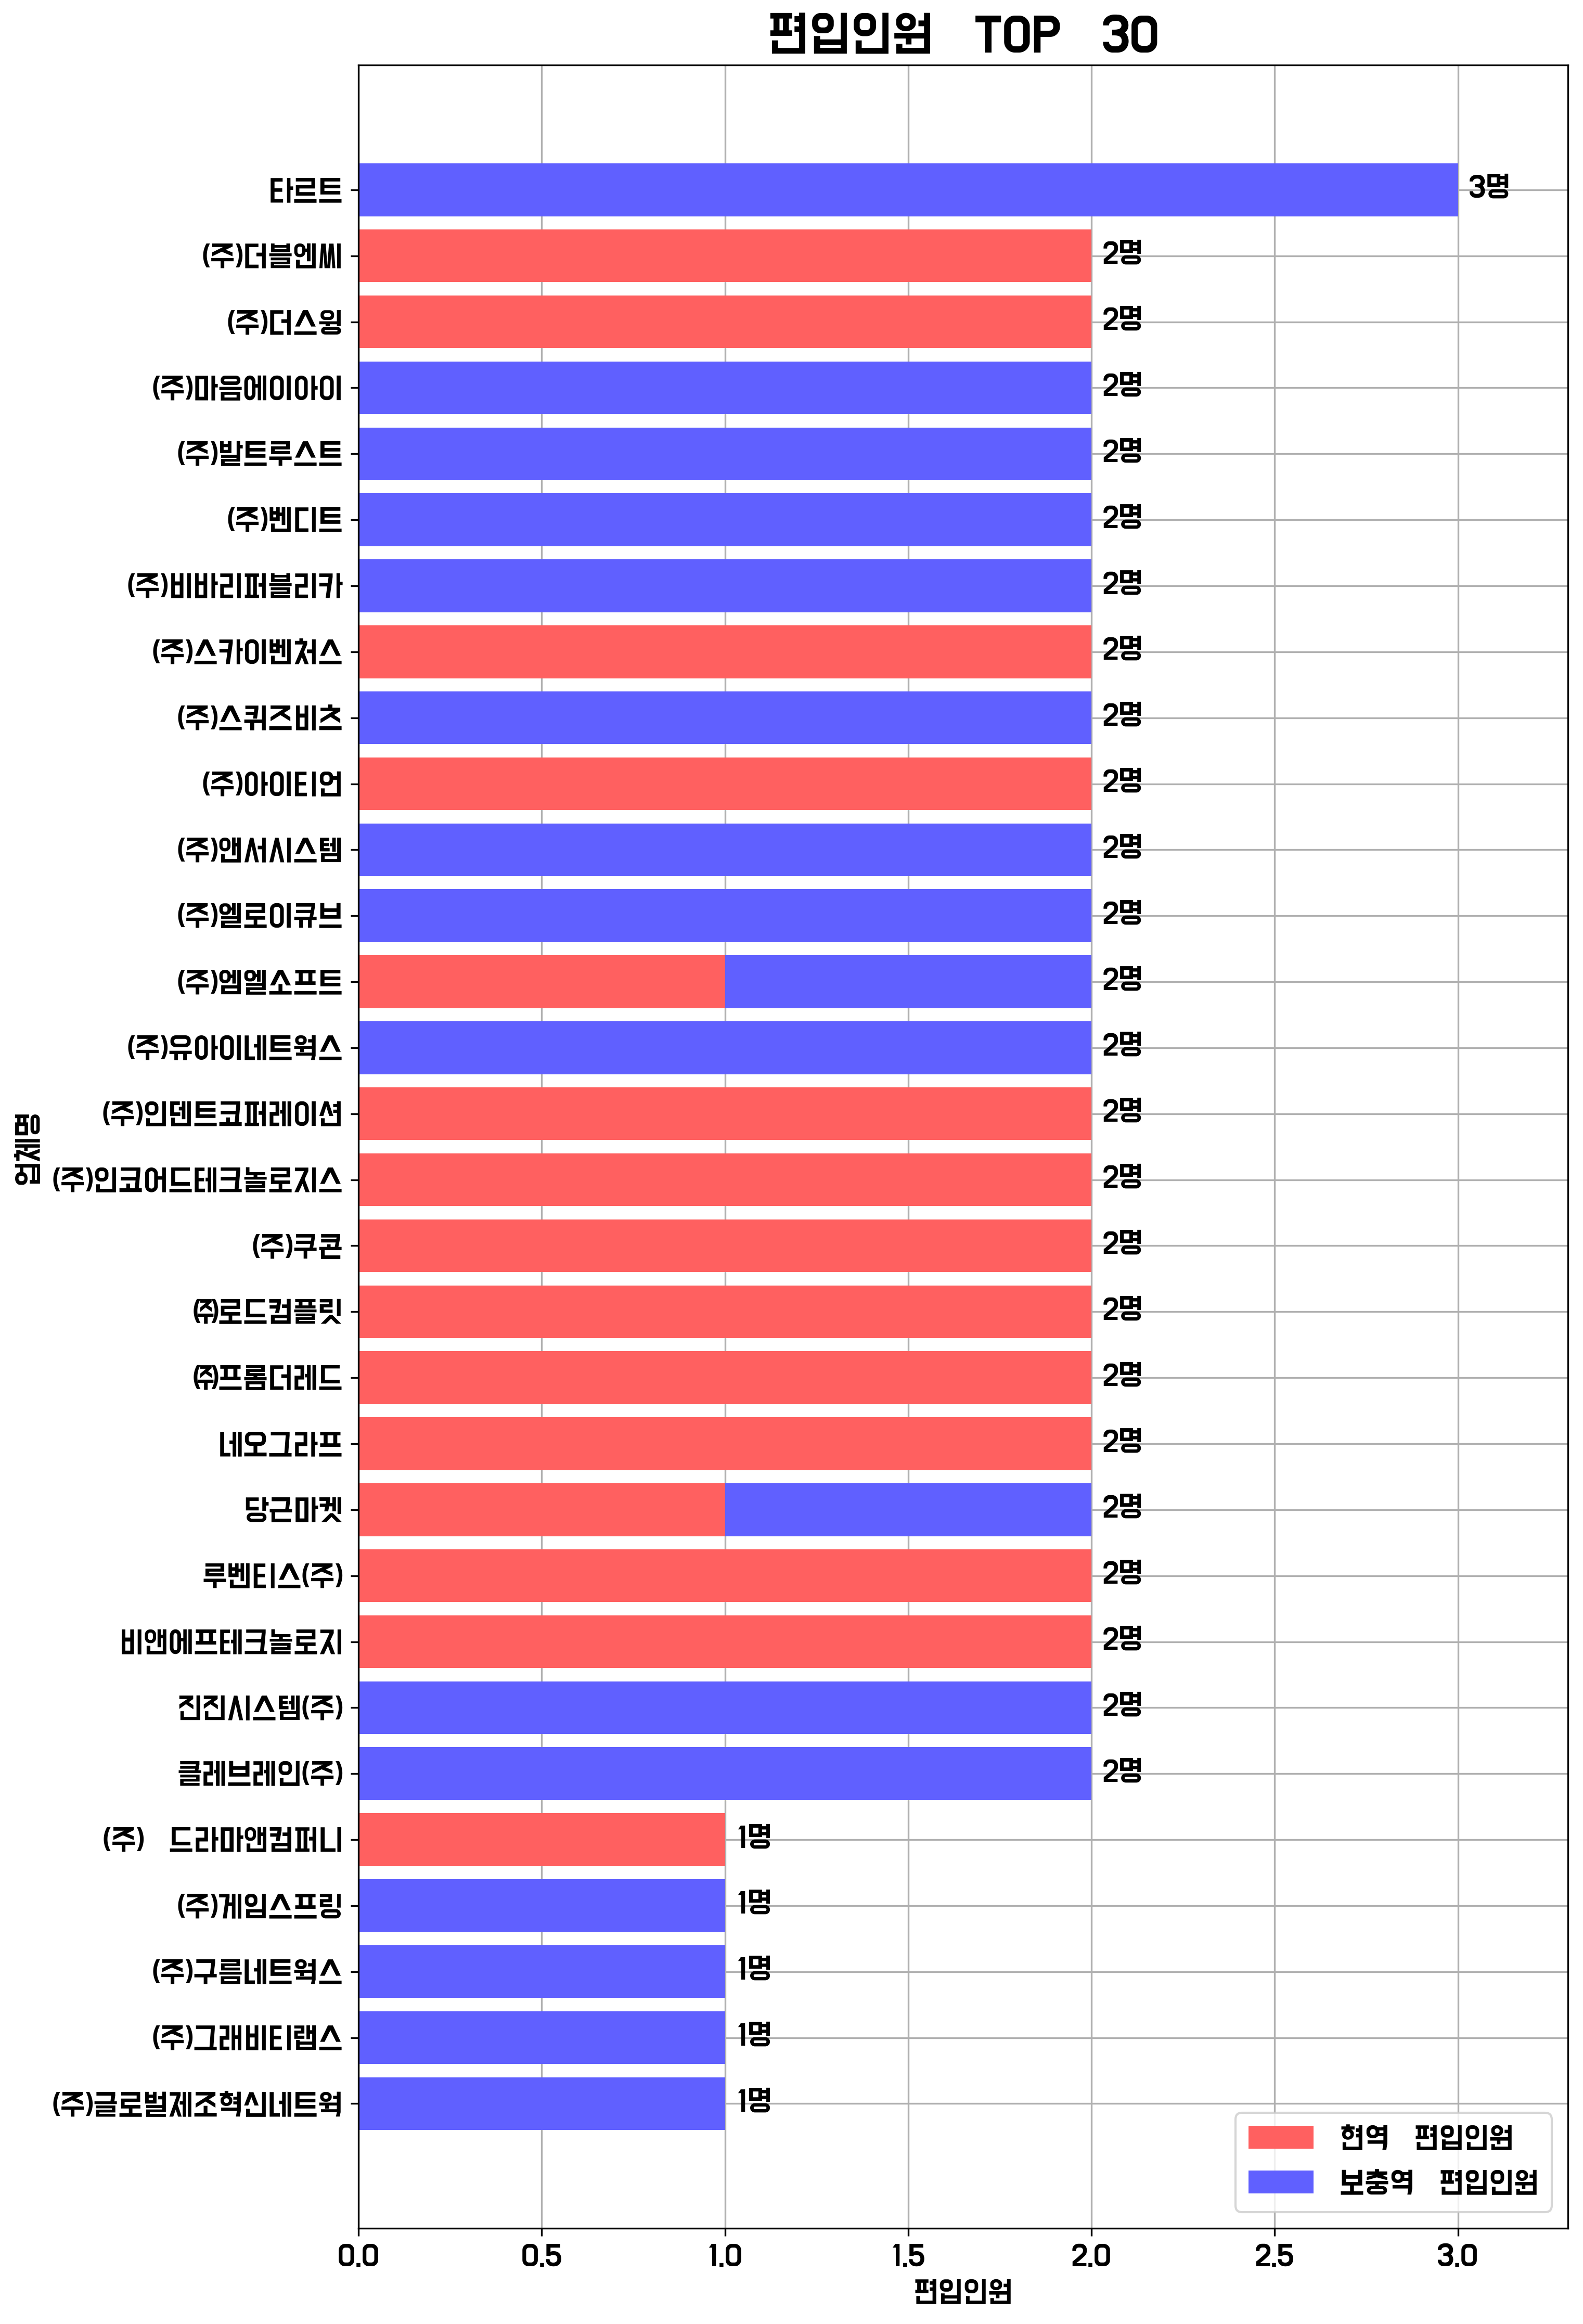 편입인원 TOP 30
타르트 3명
(주)더블엔씨 2명
(주)더스윙 2명
(주)마음에이아이 2명
(주)발트루스트 2명
(주)벤디트 2명
(주)비바리퍼블리카 2명
(주)스카이벤처스 2명
(주)스퀴즈비츠 2명
(주)아이티언 2명
(주)앤서시스템 2명
(주)엘로이큐브 2명
(주)엠엘소프트 2명
(주)유아이네트웍스 2명
(주)인덴트코퍼레이션 2명
(주)인코어드테크놀로지스 2명
(주)쿠콘 2명
㈜로드컴플릿 2명
㈜프롬더레드 2명
네오그라프 2명
당근마켓 2명
루벤티스(주) 2명
비앤에프테크놀로지 2명
진진시스템(주) 2명
클레브레인(주) 2명
(주) 드라마앤컴퍼니 1명
(주)게임스프링 1명
(주)구름네트웍스 1명
(주)그래비티랩스 1명
(주)글로벌제조혁신네트웍 1명
업체명
현역 편입인원
보충역 편입인원
0.0 0.5 1.0 1.5 2.0 2.5 3.0
편입인원